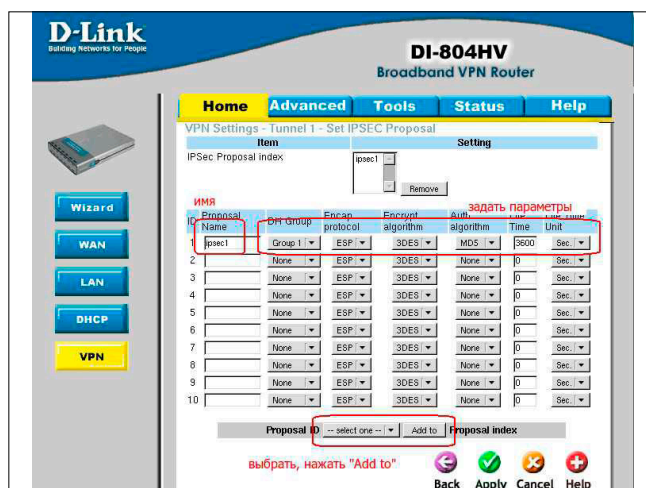 D-Link
Building Networks for People
DI-804HV
Broadband VPN Router
Home Advanced Tools Status Help
VPN Settings - Tunnel 1 - Set IPSEC Proposal
Item Setting
IPSec Proposal index ipsec1
Remove
имя задать параметры
ID Proposal Name DH Group Encap protocol Encrypt algorithm Auth algorithm Life Time Life Time Unit
1 ipsec1 Group 1 ESP 3DES MD5 3600 Sec.
2 None ESP 3DES None 0 Sec.
3 None ESP 3DES None 0 Sec.
4 None ESP 3DES None 0 Sec.
5 None ESP 3DES None 0 Sec.
6 None ESP 3DES None 0 Sec.
7 None ESP 3DES None 0 Sec.
8 None ESP 3DES None 0 Sec.
9 None ESP 3DES None 0 Sec.
10 None ESP 3DES None 0 Sec.
Proposal ID -- select one -- Add to Proposal index
выбрать, нажать "Add to"
Back Apply Cancel Help
Wizard
WAN
LAN
DHCP
VPN